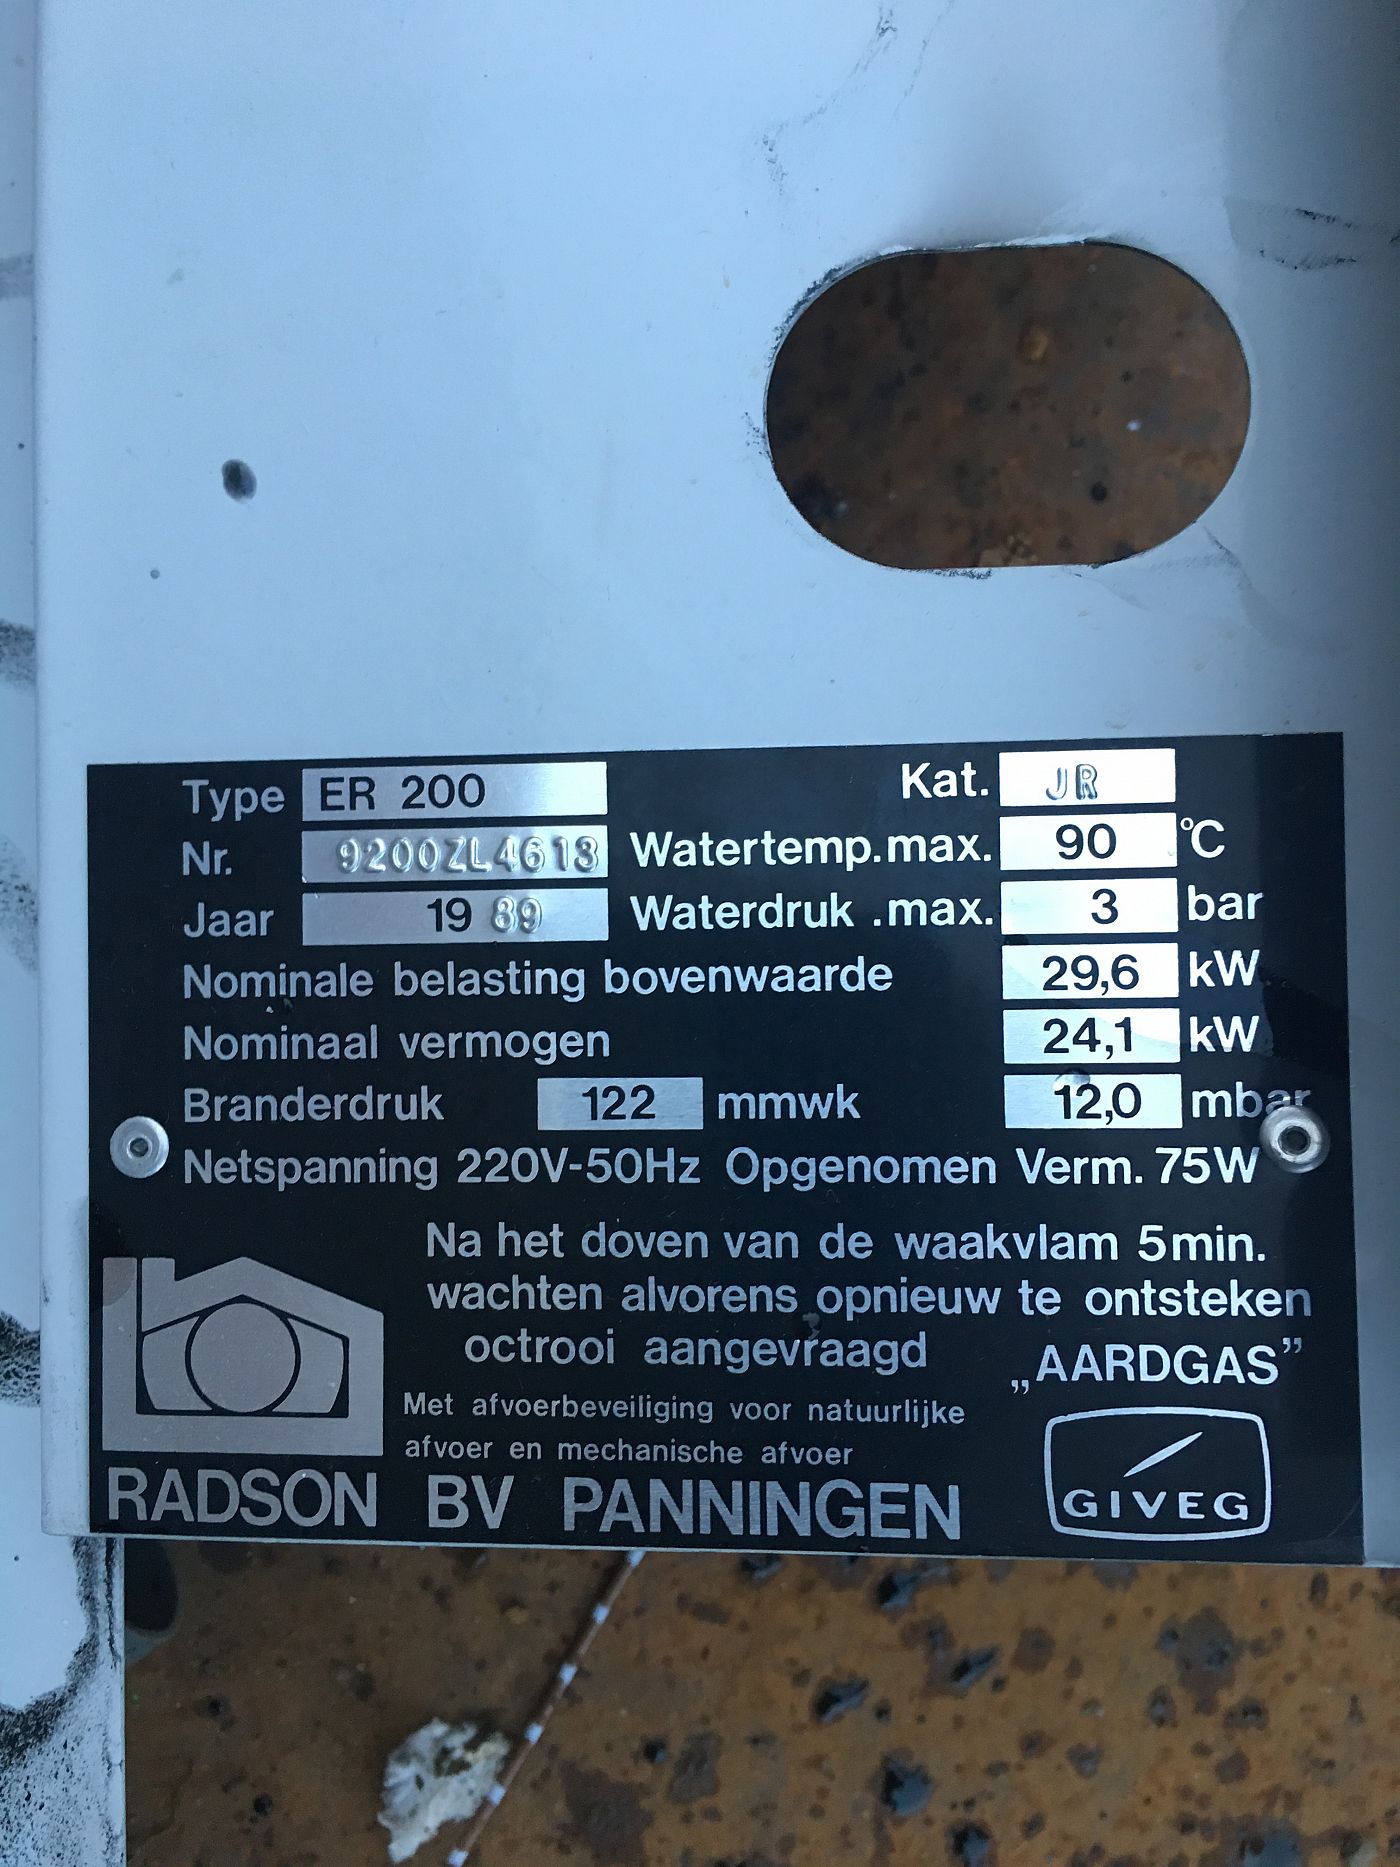 Type ER 200 Kat. JR
Nr. 9200ZL4613 Watertemp.max. 90 °C
Jaar 19 89 Waterdruk .max. 3 bar
Nominale belasting bovenwaarde 29,6 kW
Nominaal vermogen 24,1 kW
Branderdruk 122 mmwk 12,0 mbar
Netspanning 220V-50Hz Opgenomen Verm. 75W
Na het doven van de waakvlam 5min.
wachten alvorens opnieuw te ontsteken
octrooi aangevraagd „AARDGAS”
Met afvoerbeveiliging voor natuurlijke
afvoer en mechanische afvoer
RADSON BV PANNINGEN
GIVEG